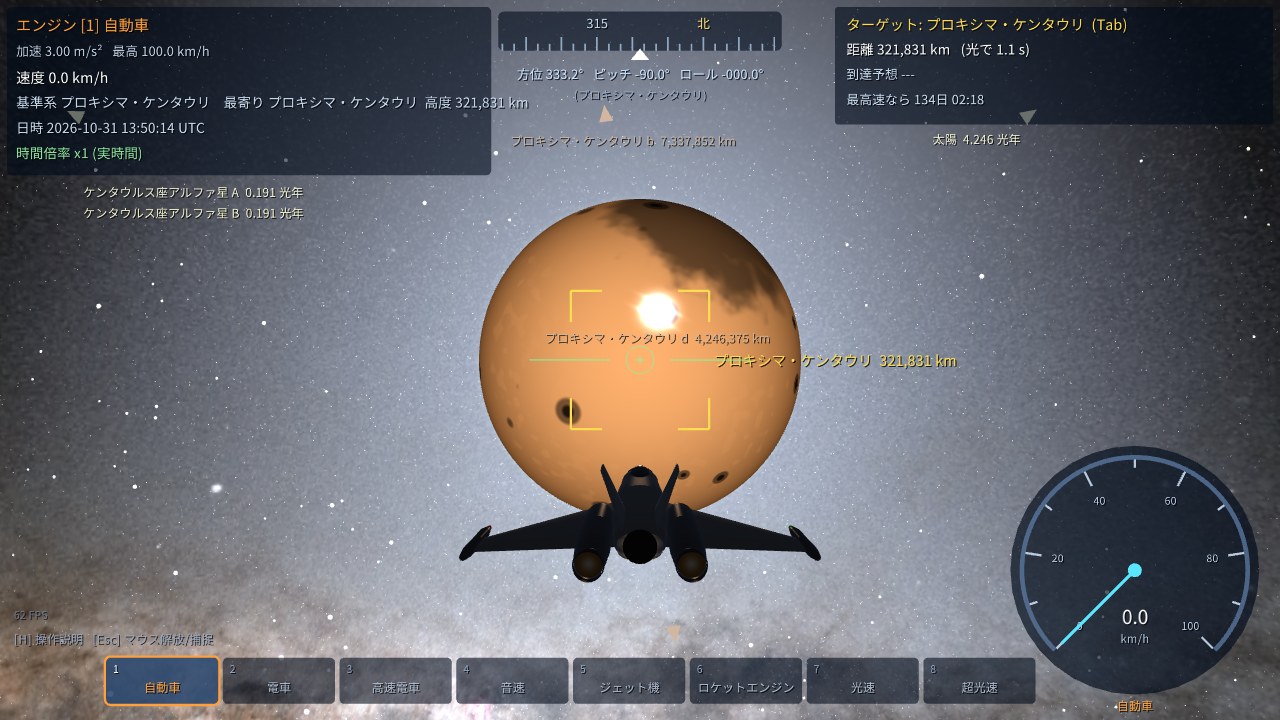 エンジン [1] 自動車
加速 3.00 m/s² 最高 100.0 km/h
速度 0.0 km/h
基準系 プロキシマ・ケンタウリ 最寄り プロキシマ・ケンタウリ 高度 321,831 km
日時 2026-10-31 13:50:14 UTC
時間倍率 x1 (実時間)
315 北
方位 333.2° ピッチ -90.0° ロール -000.0°
(プロキシマ・ケンタウリ)
プロキシマ・ケンタウリ b 7,337,852 km
ターゲット: プロキシマ・ケンタウリ (Tab)
距離 321,831 km (光で 1.1 s)
到達予想 ---
最高速なら 134日 02:18
太陽 4.246 光年
ケンタウルス座アルファ星 A 0.191 光年
ケンタウルス座アルファ星 B 0.191 光年
プロキシマ・ケンタウリ d 4,246,375 km
プロキシマ・ケンタウリ 321,831 km
0 20 40 60 80 100
0.0
km/h
自動車
62 FPS
[H] 操作説明 [Esc] マウス解放/捕捉
1 自動車
2 電車
3 高速電車
4 音速
5 ジェット機
6 ロケットエンジン
7 光速
8 超光速